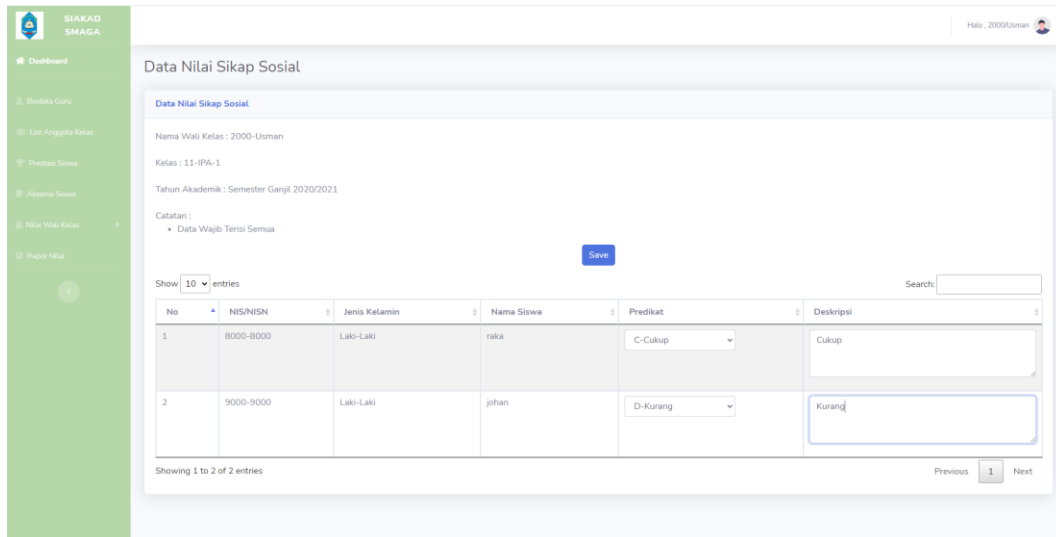 SIAKAD
SMAGA
Halo , 2000/Usman
Dashboard
Biodata Guru
List Anggota Kelas
Prestasi Siswa
Absensi Siswa
Nilai Wali Kelas
Rapor Nilai
Data Nilai Sikap Sosial
Data Nilai Sikap Sosial
Nama Wali Kelas : 2000-Usman
Kelas : 11-IPA-1
Tahun Akademik : Semester Ganjil 2020/2021
Catatan :
• Data Wajib Terisi Semua
Save
Show 10 entries Search:
No NIS/NISN Jenis Kelamin Nama Siswa Predikat Deskripsi
1 8000-8000 Laki-Laki raka C-Cukup Cukup
2 9000-9000 Laki-Laki johan D-Kurang Kurang
Showing 1 to 2 of 2 entries Previous 1 Next